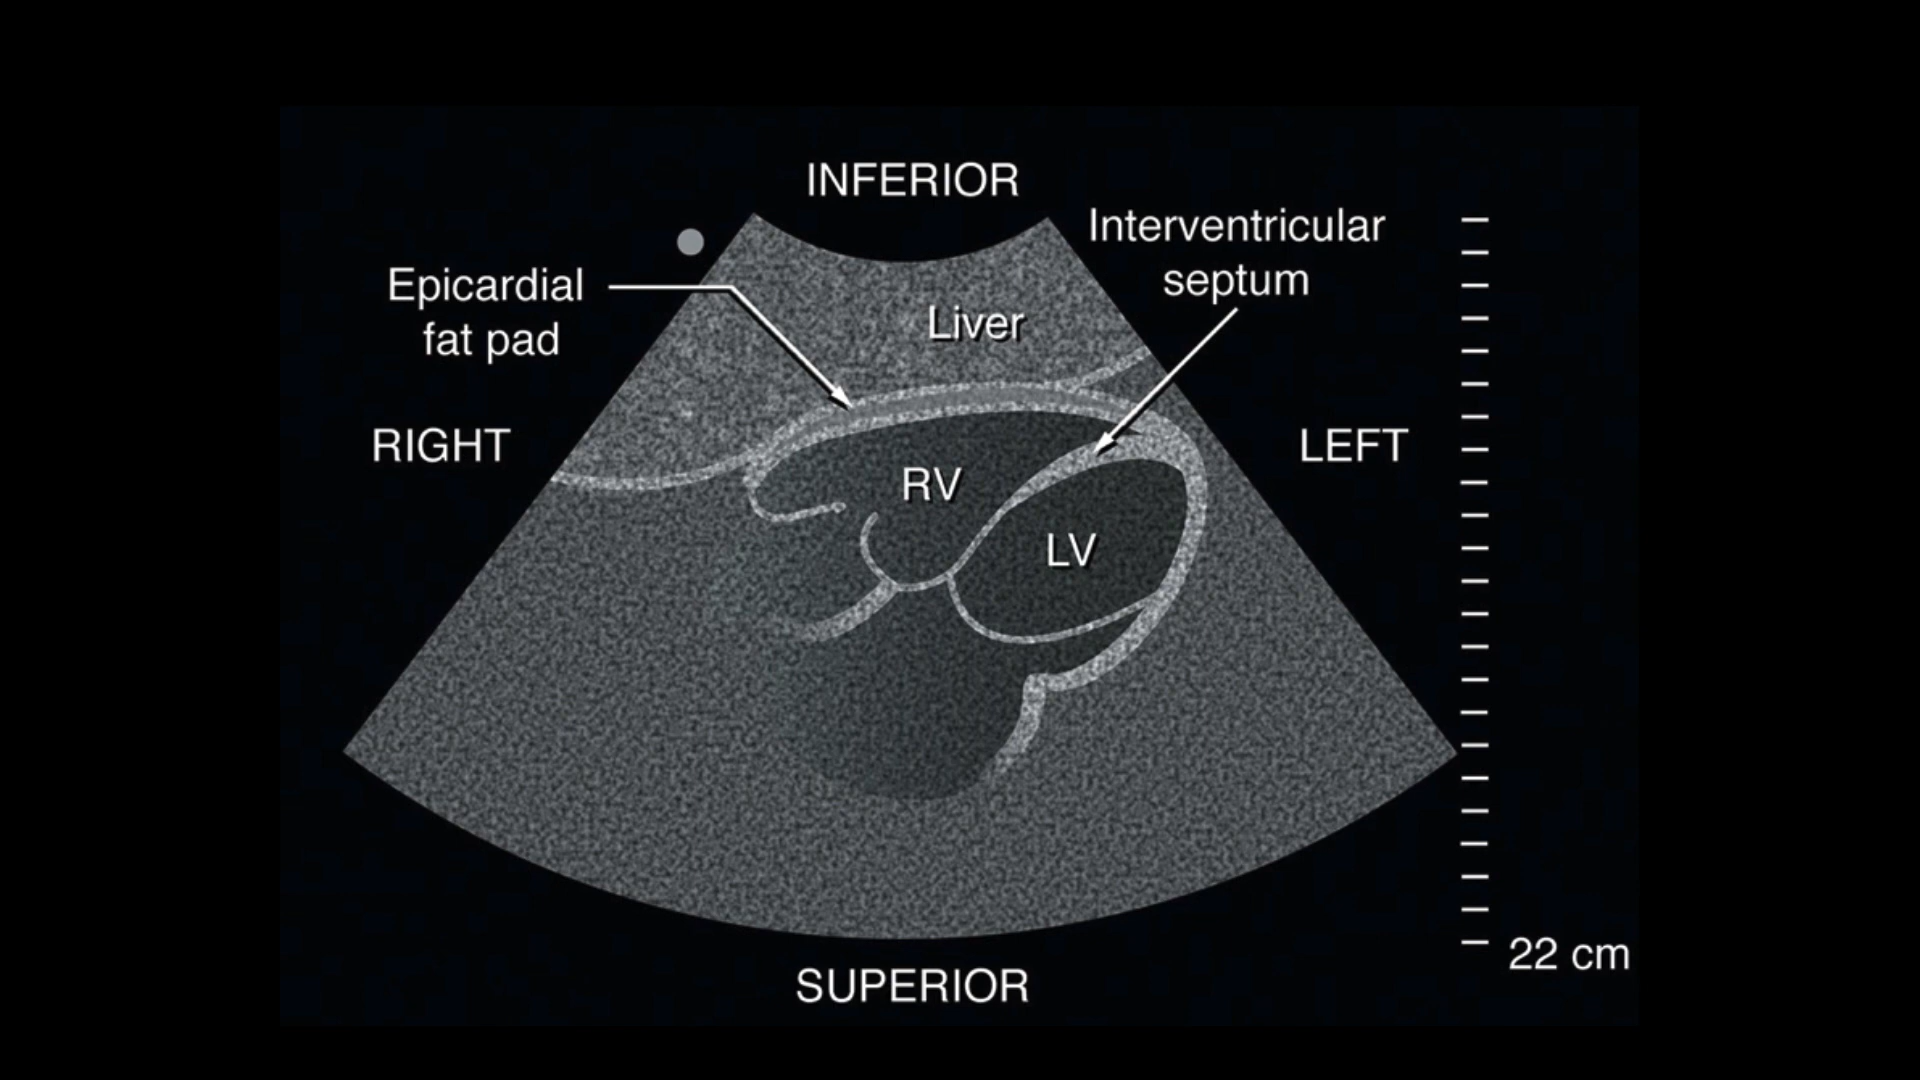 INFERIOR
Interventricular
septum
Epicardial
fat pad
Liver
RIGHT
LEFT
RV
LV
22 cm
SUPERIOR